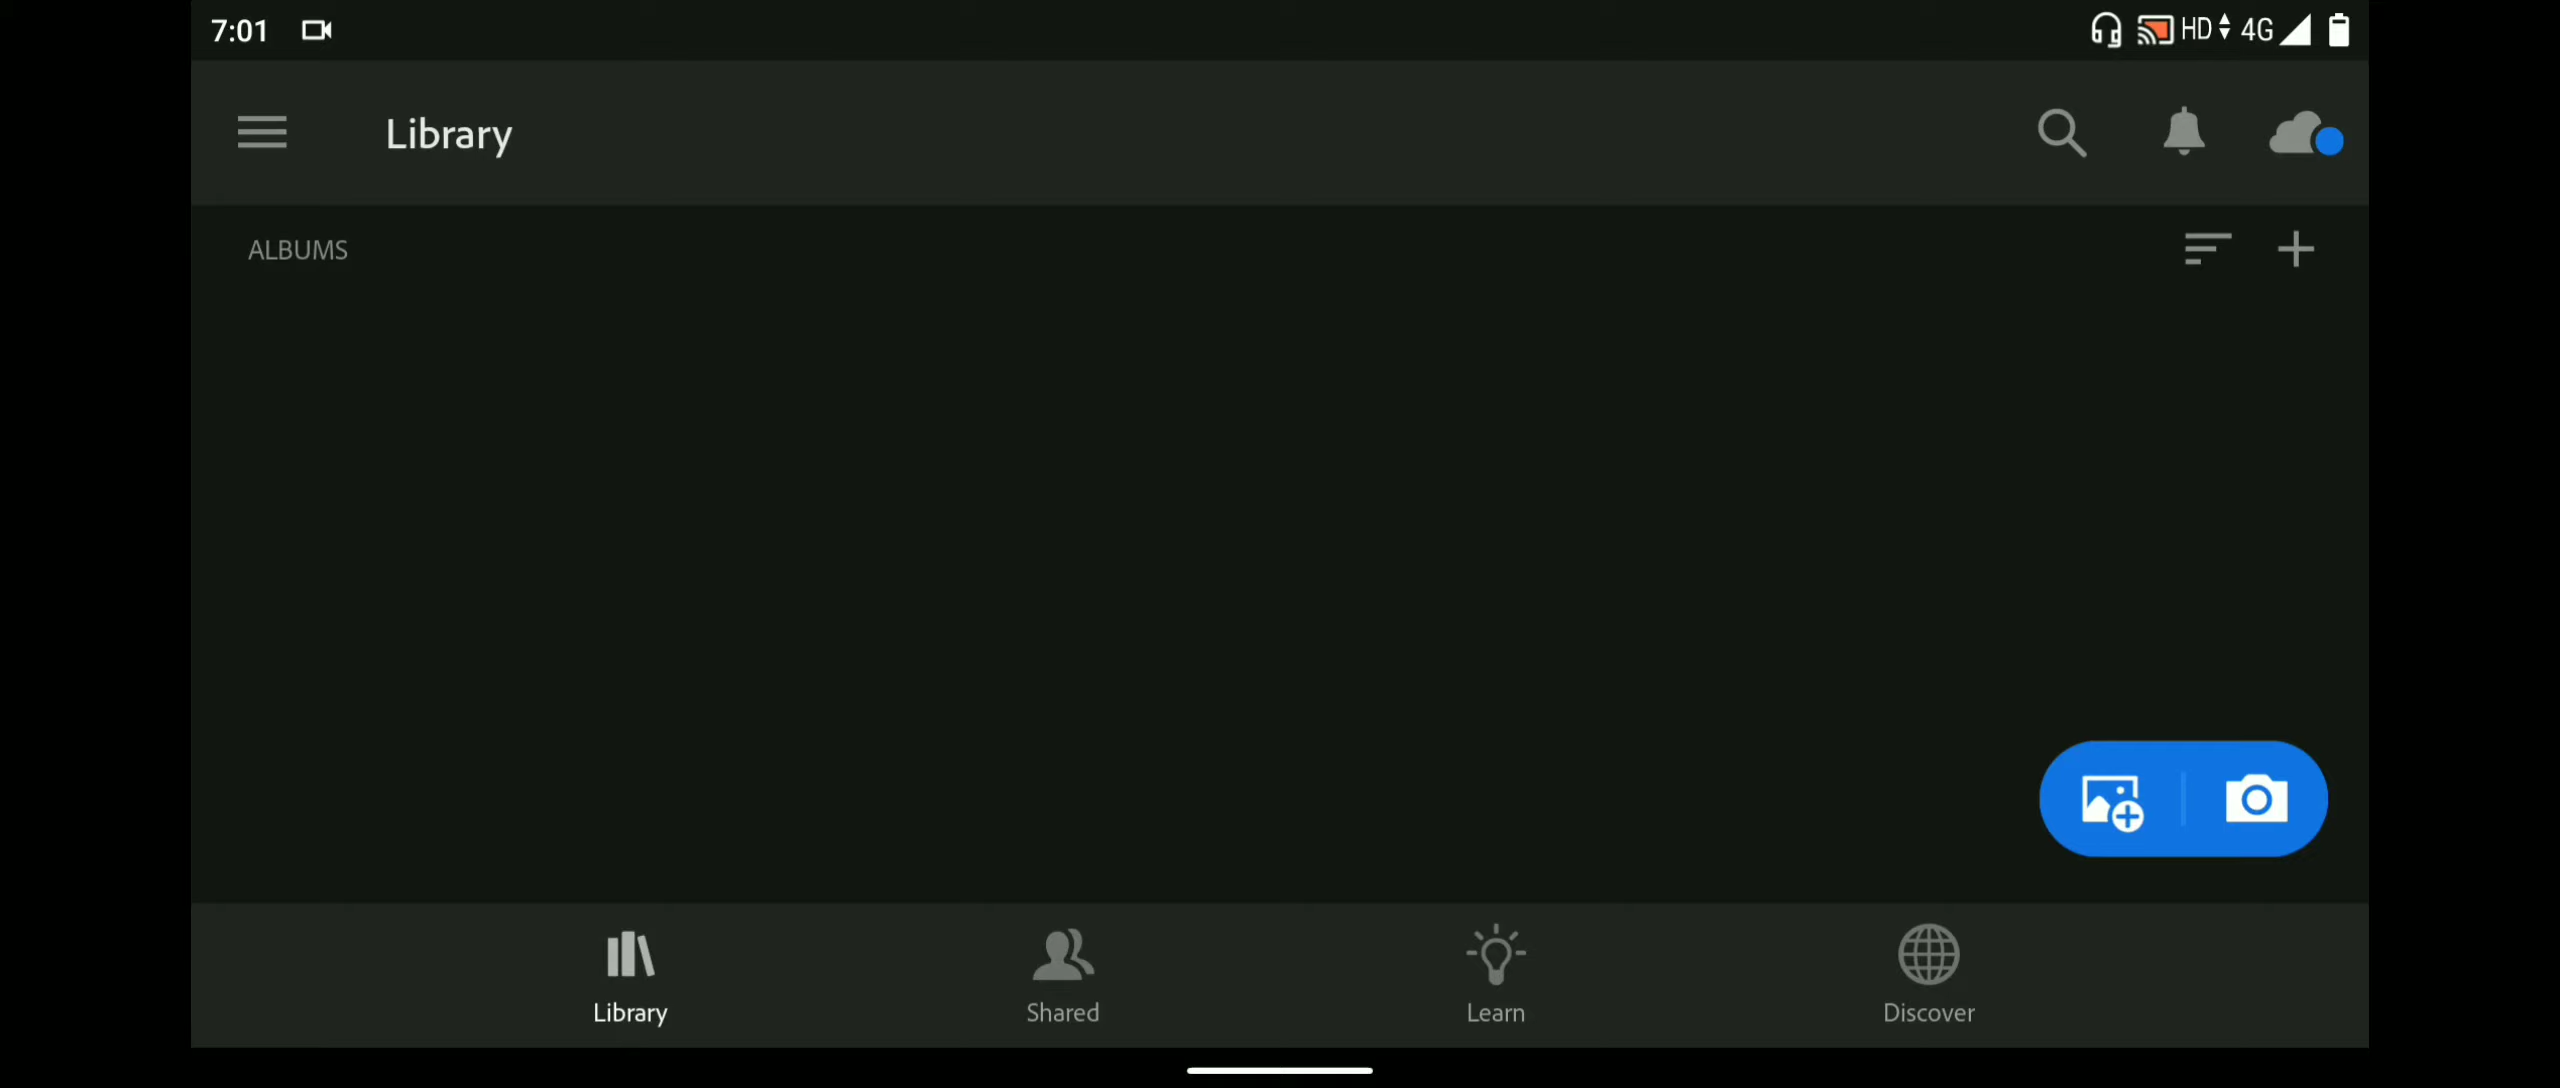 7:01
HD 4G
Library
ALBUMS
Library
Shared
Learn
Discover